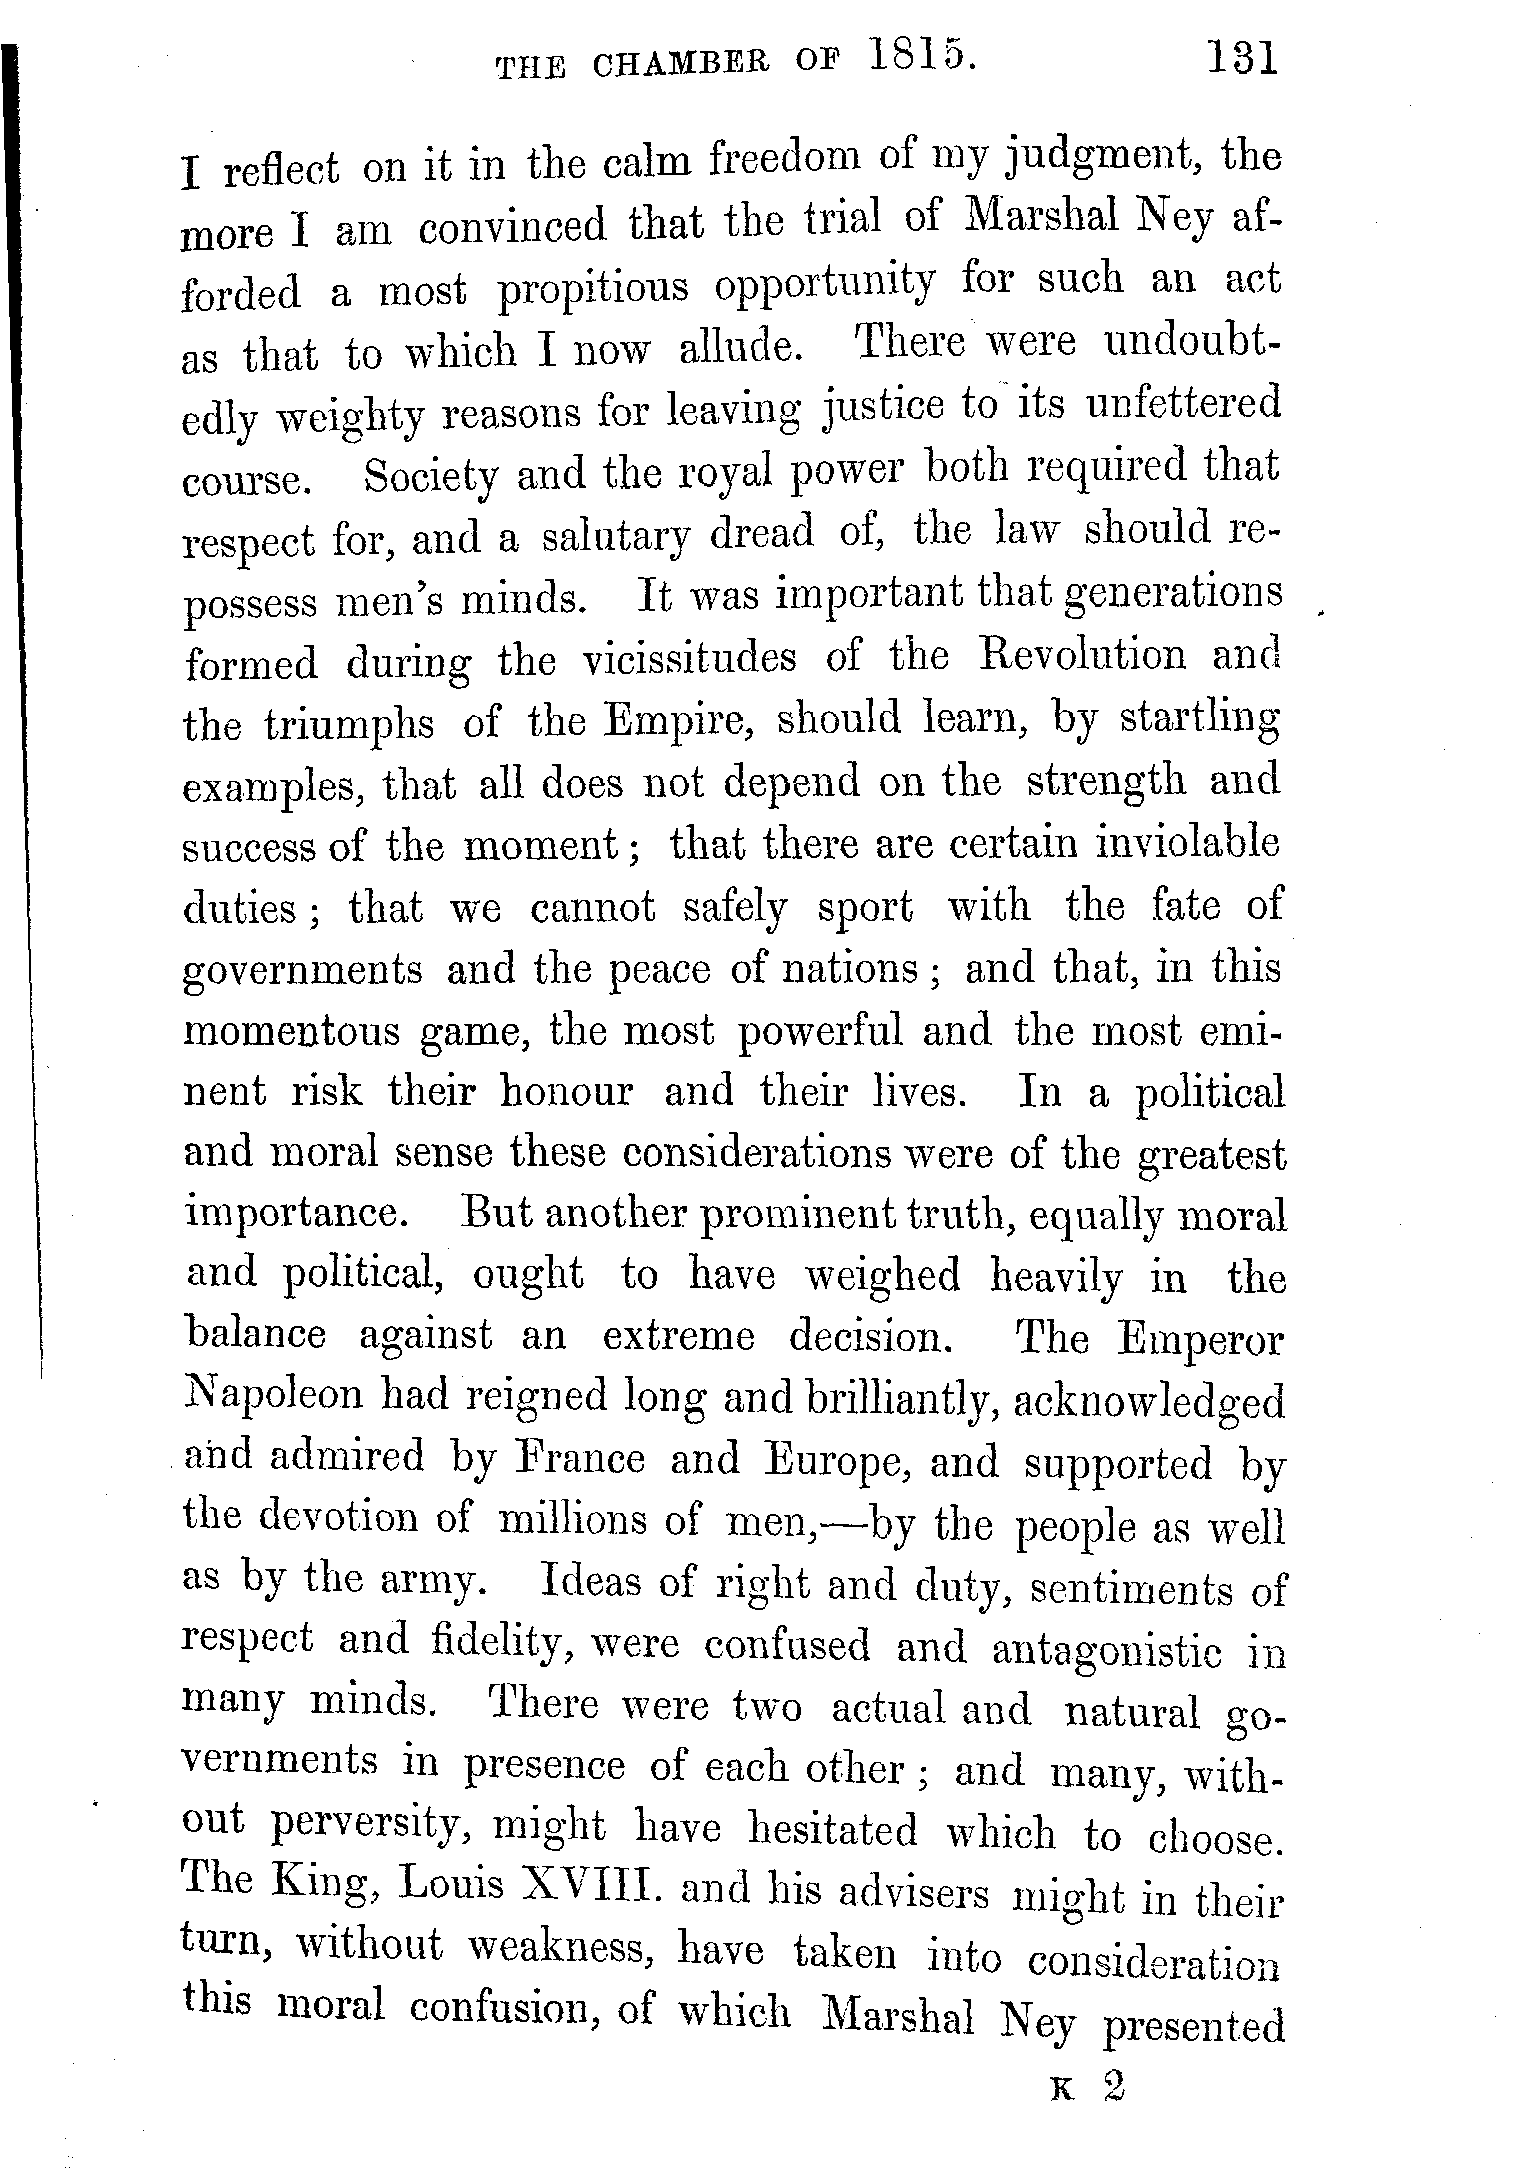 THE CHAMBER OF 1815. 131
I reflect on it in the calm freedom of my judgment, the
more I am convinced that the trial of Marshal Ney af-
forded a most propitious opportunity for such an act
as that to which I now allude. There were undoubt-
edly weighty reasons for leaving justice to its unfettered
course. Society and the royal power both required that
respect for, and a salutary dread of, the law should re-
possess men's minds. It was important that generations
formed during the vicissitudes of the Revolution and
the triumphs of the Empire, should learn, by startling
examples, that all does not depend on the strength and
success of the moment; that there are certain inviolable
duties; that we cannot safely sport with the fate of
governments and the peace of nations; and that, in this
momentous game, the most powerful and the most emi-
nent risk their honour and their lives. In a political
and moral sense these considerations were of the greatest
importance. But another prominent truth, equally moral
and political, ought to have weighed heavily in the
balance against an extreme decision. The Emperor
Napoleon had reigned long and brilliantly, acknowledged
and admired by France and Europe, and supported by
the devotion of millions of men,—by the people as well
as by the army. Ideas of right and duty, sentiments of
respect and fidelity, were confused and antagonistic in
many minds. There were two actual and natural go-
vernments in presence of each other; and many, with-
out perversity, might have hesitated which to choose.
The King, Louis XVIII. and his advisers might in their
turn, without weakness, have taken into consideration
this moral confusion, of which Marshal Ney presented
K 2